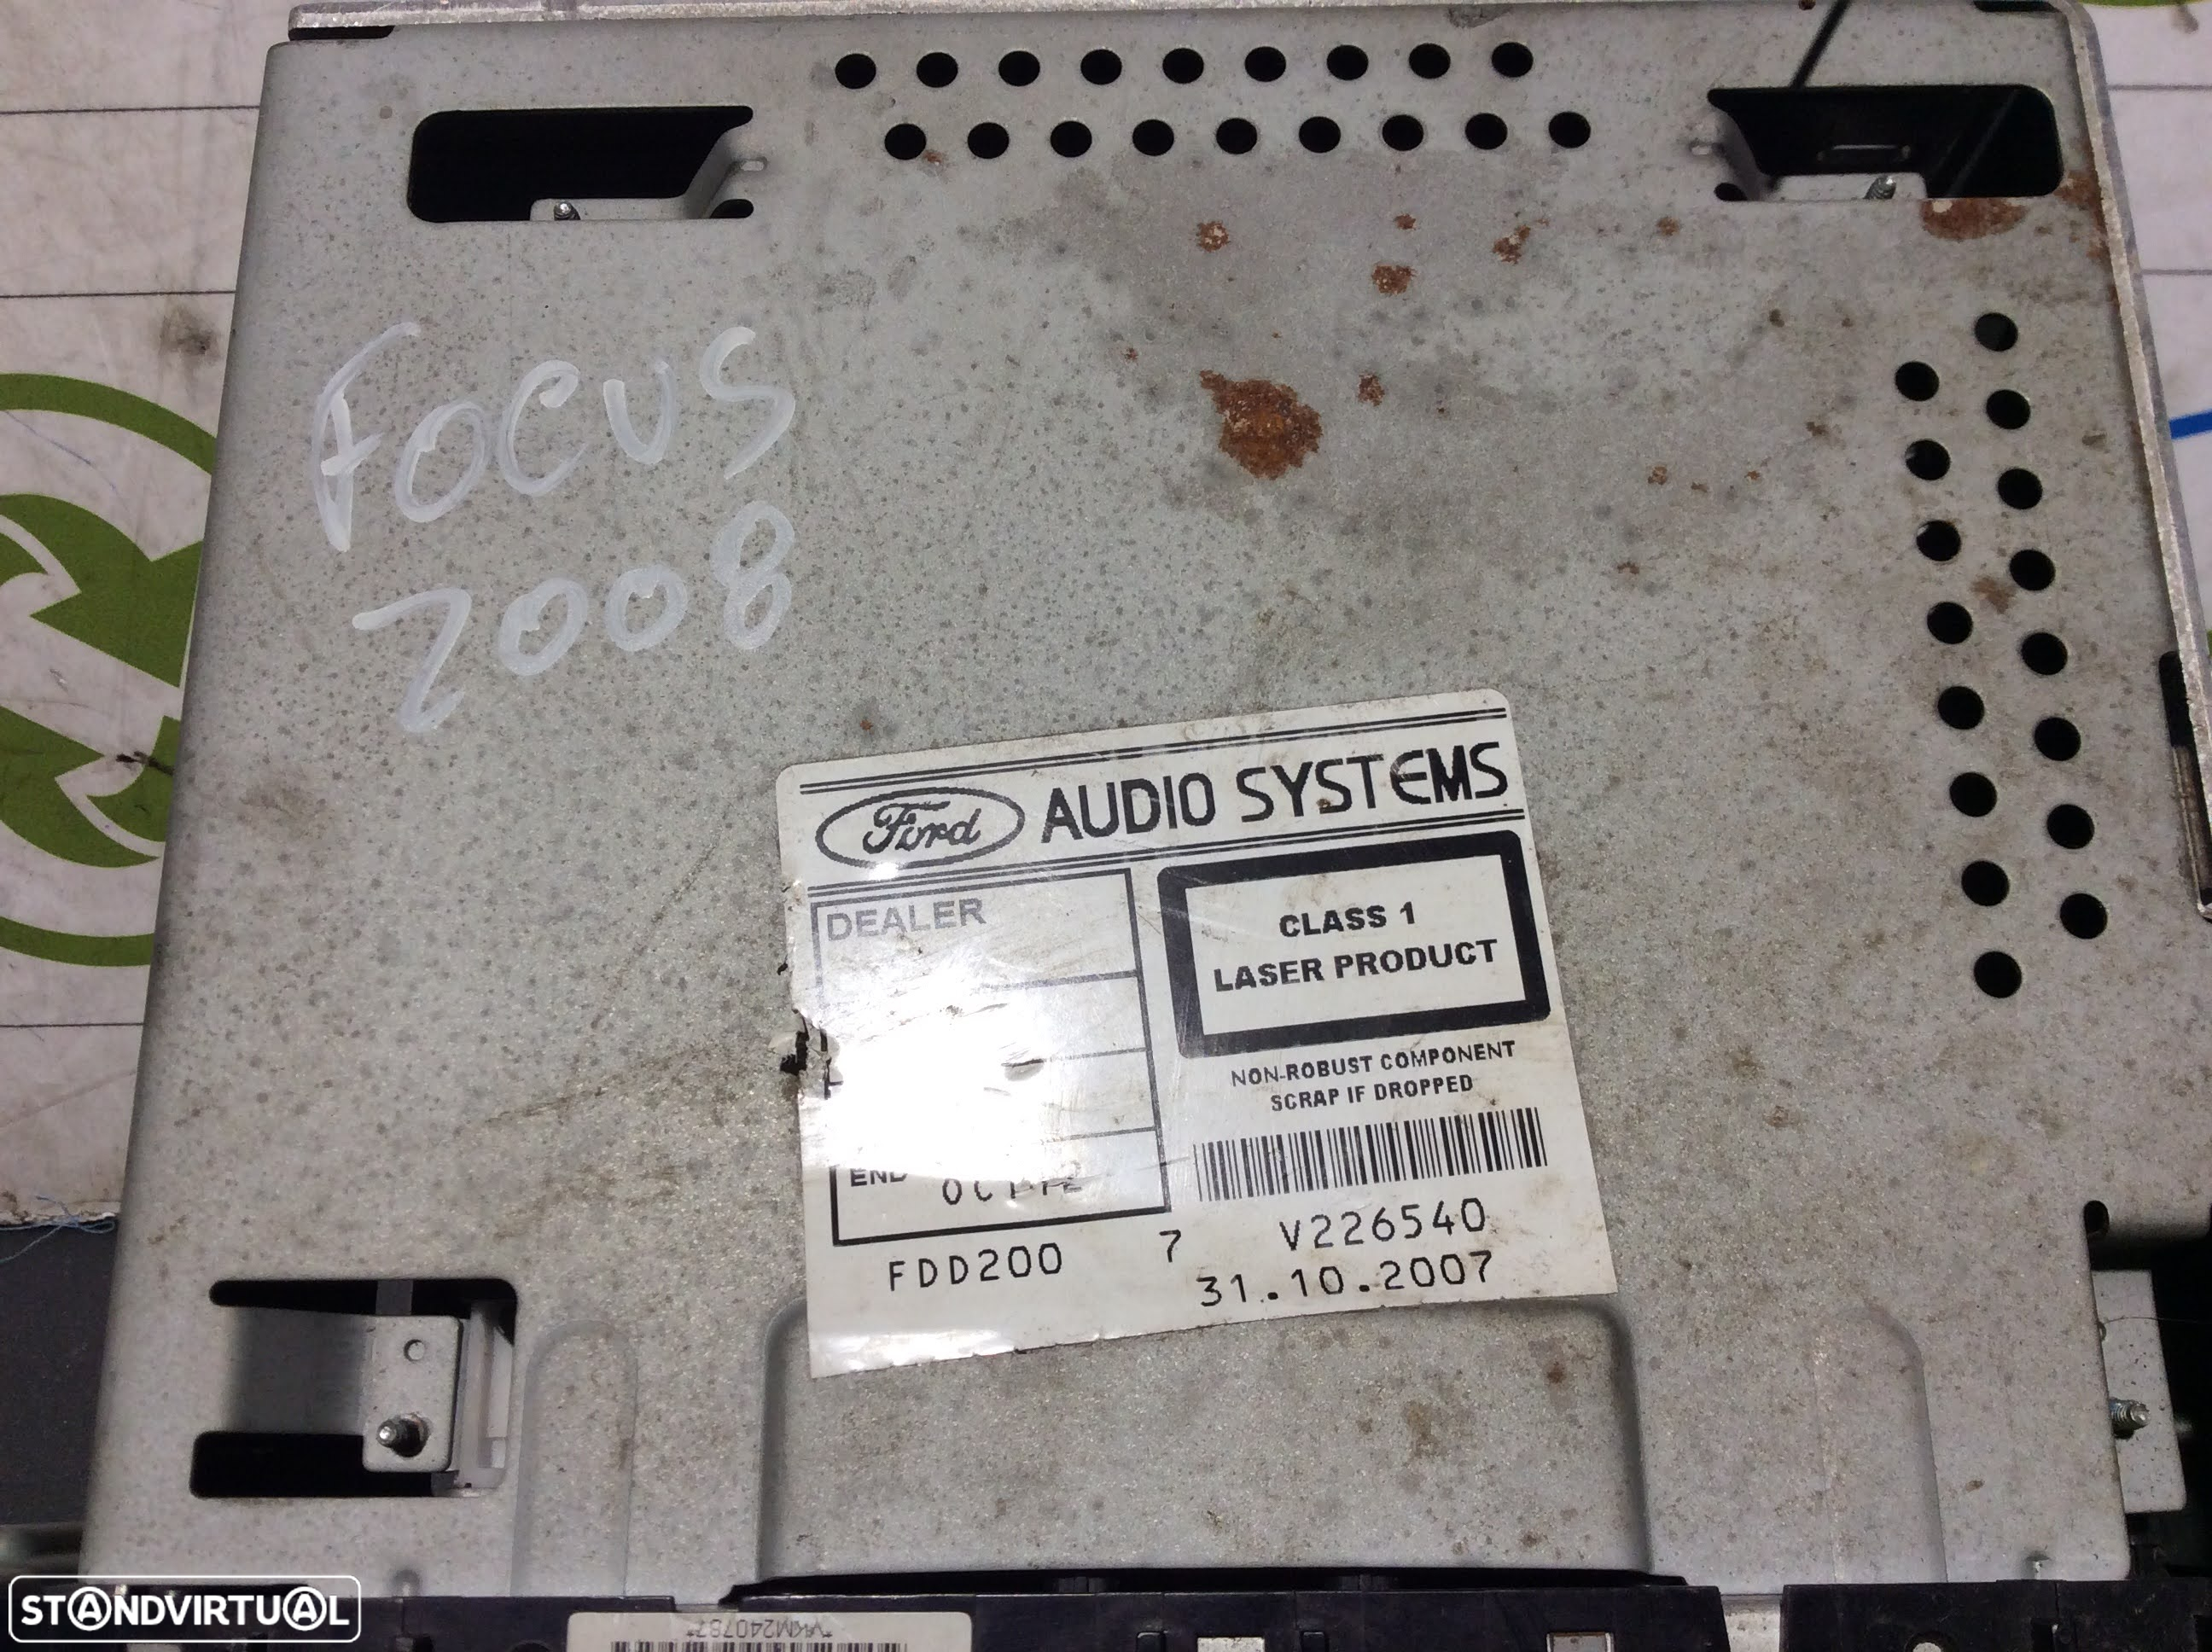 FOCUS
2008
Ford AUDIO SYSTEMS
DEALER
CLASS 1
LASER PRODUCT
NON-ROBUST COMPONENT
SCRAP IF DROPPED
END
V226540
FDD200 7
31.10.2007
STANDVIRTUAL